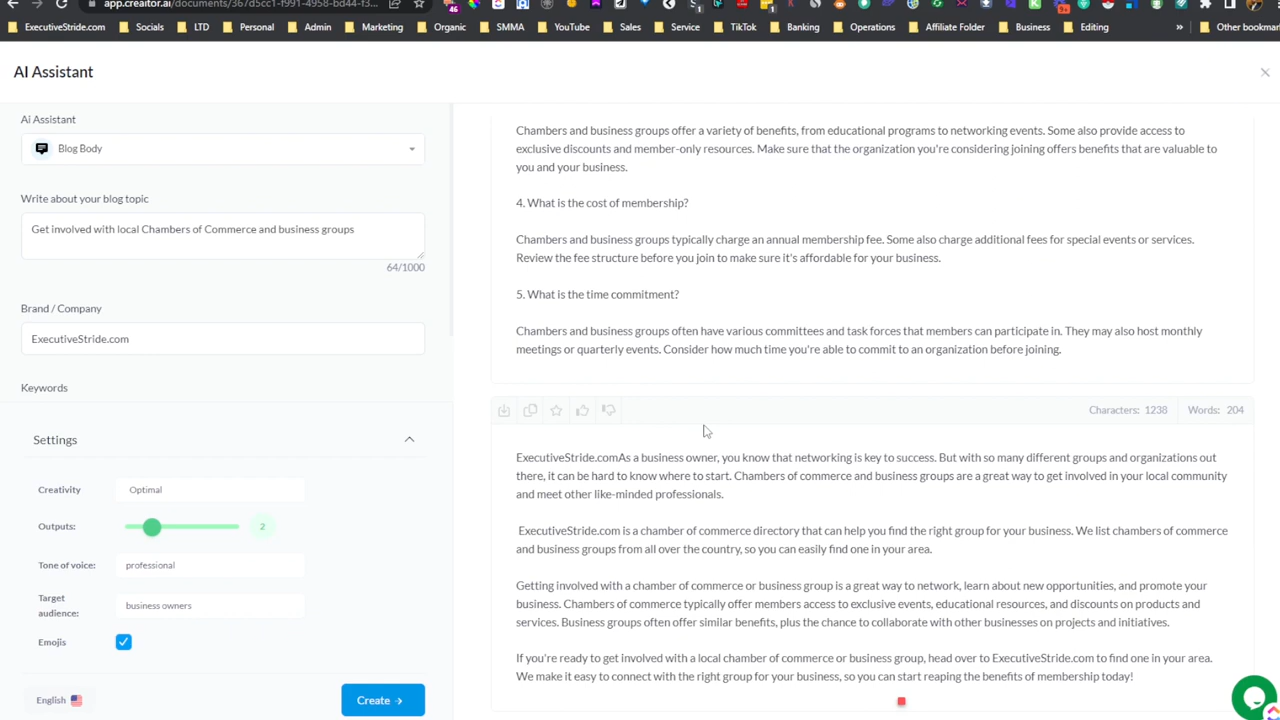 app.creaitor.ai/documents/367d5cc1-f991-4958-bd44-f3...
ExecutiveStride.com
Socials
LTD
Personal
Admin
Marketing
Organic
SMMA
YouTube
Sales
Service
TikTok
Banking
Operations
Affiliate Folder
Business
Editing
»
Other bookmar
AI Assistant
Ai Assistant
Blog Body
Write about your blog topic
Get involved with local Chambers of Commerce and business groups
64/1000
Brand / Company
ExecutiveStride.com
Keywords
Settings
Creativity
Optimal
Outputs:
2
Tone of voice:
professional
Target
audience:
business owners
Emojis
English
Create
Chambers and business groups offer a variety of benefits, from educational programs to networking events. Some also provide access to
exclusive discounts and member-only resources. Make sure that the organization you're considering joining offers benefits that are valuable to
you and your business.
4. What is the cost of membership?
Chambers and business groups typically charge an annual membership fee. Some also charge additional fees for special events or services.
Review the fee structure before you join to make sure it's affordable for your business.
5. What is the time commitment?
Chambers and business groups often have various committees and task forces that members can participate in. They may also host monthly
meetings or quarterly events. Consider how much time you're able to commit to an organization before joining.
Characters: 1238
Words: 204
ExecutiveStride.comAs a business owner, you know that networking is key to success. But with so many different groups and organizations out
there, it can be hard to know where to start. Chambers of commerce and business groups are a great way to get involved in your local community
and meet other like-minded professionals.
ExecutiveStride.com is a chamber of commerce directory that can help you find the right group for your business. We list chambers of commerce
and business groups from all over the country, so you can easily find one in your area.
Getting involved with a chamber of commerce or business group is a great way to network, learn about new opportunities, and promote your
business. Chambers of commerce typically offer members access to exclusive events, educational resources, and discounts on products and
services. Business groups often offer similar benefits, plus the chance to collaborate with other businesses on projects and initiatives.
If you're ready to get involved with a local chamber of commerce or business group, head over to ExecutiveStride.com to find one in your area.
We make it easy to connect with the right group for your business, so you can start reaping the benefits of membership today!